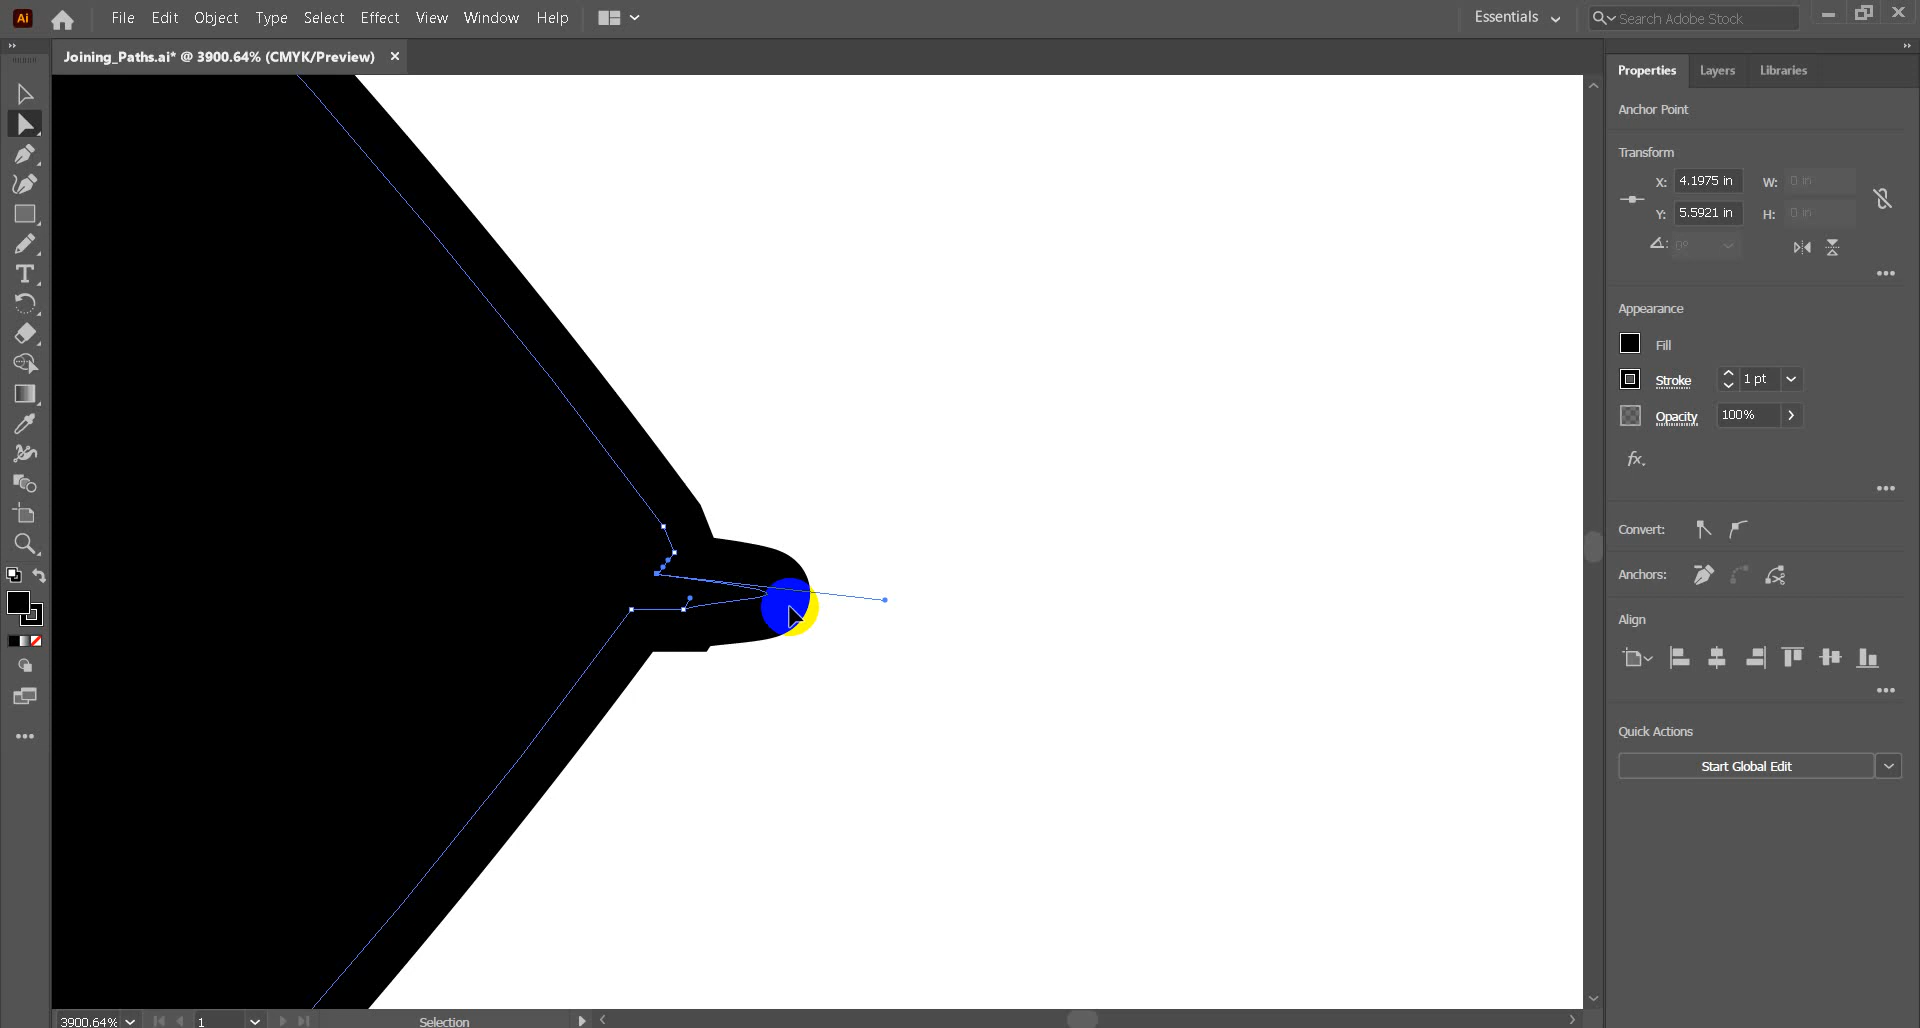 Ai File Edit Object Type Select Effect View Window Help Essentials Search Adobe Stock
Joining_Paths.ai* @ 3900.64% (CMYK/Preview)
Properties Layers Libraries
Anchor Point
Transform
X: 4.1975 in W: 0 in
Y: 5.5921 in H: 0 in
0°
Appearance
Fill
Stroke 1 pt
Opacity 100%
fx.
Convert:
Anchors:
Align
Quick Actions
Start Global Edit
3900.64% 1 Selection